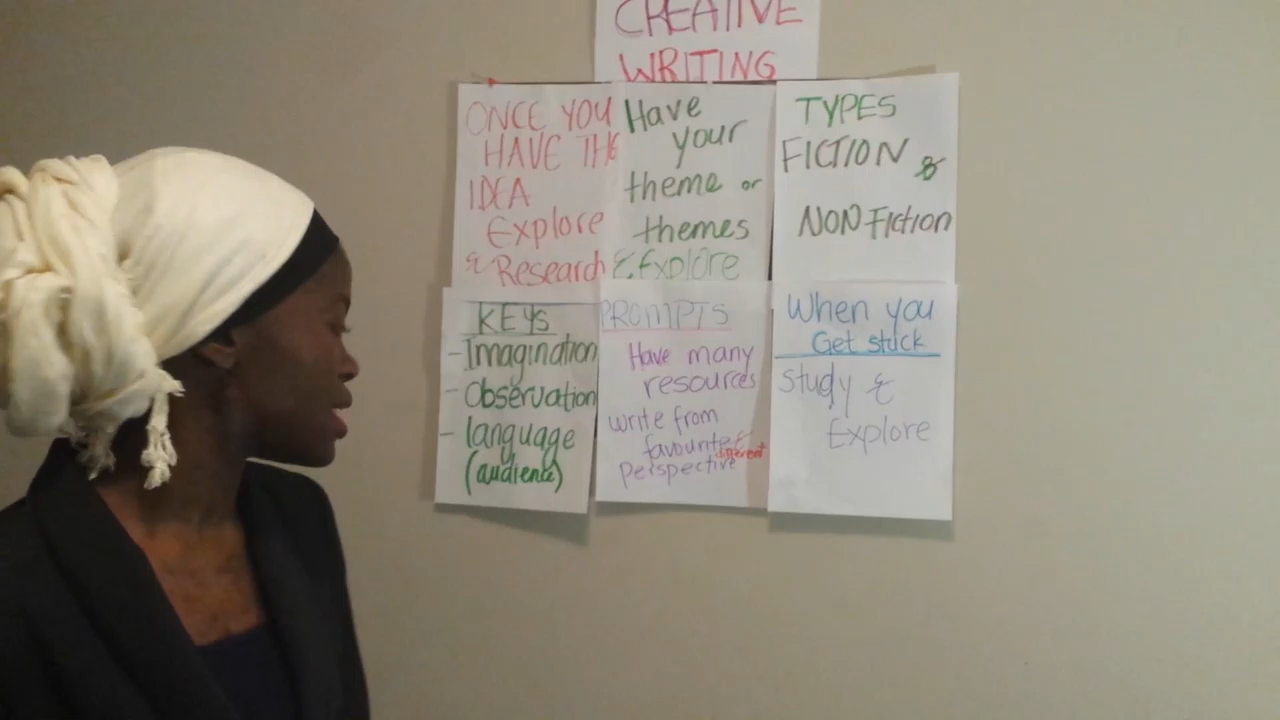 CREATIVE
WRITING
ONCE YOU
HAVE THE
IDEA
Explore
& Research
Have
your
theme or
themes
& Explore
TYPES
FICTION &
NON Fiction
KEYS
- Imagination
- Observation
- language
(audience)
PROMPTS
Have many
resources
write from
favourite & different
perspective
When you
Get stuck
Study &
Explore